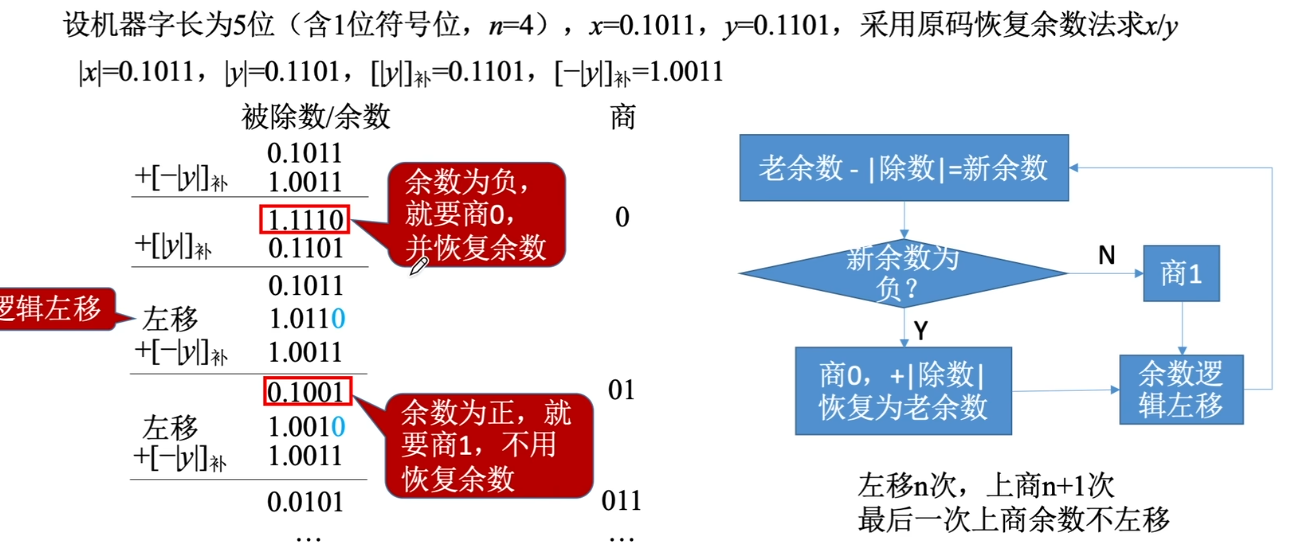 设机器字长为5位（含1位符号位，n=4），x=0.1011，y=0.1101，采用原码恢复余数法求x/y
|x|=0.1011，|y|=0.1101，[|y|]补=0.1101，[−|y|]补=1.0011
被除数/余数 商
0.1011
+[−|y|]补 1.0011
1.1110 0
+[|y|]补 0.1101
0.1011
左移 1.0110
+[−|y|]补 1.0011
0.1001 01
左移 1.0010
+[−|y|]补 1.0011
0.0101 011
… …
余数为负，
就要商0，
并恢复余数
逻辑左移
余数为正，就
要商1，不用
恢复余数
老余数 - |除数|=新余数
新余数为
负？
N
商1
Y
商0，+|除数|
恢复为老余数
余数逻
辑左移
左移n次，上商n+1次
最后一次上商余数不左移